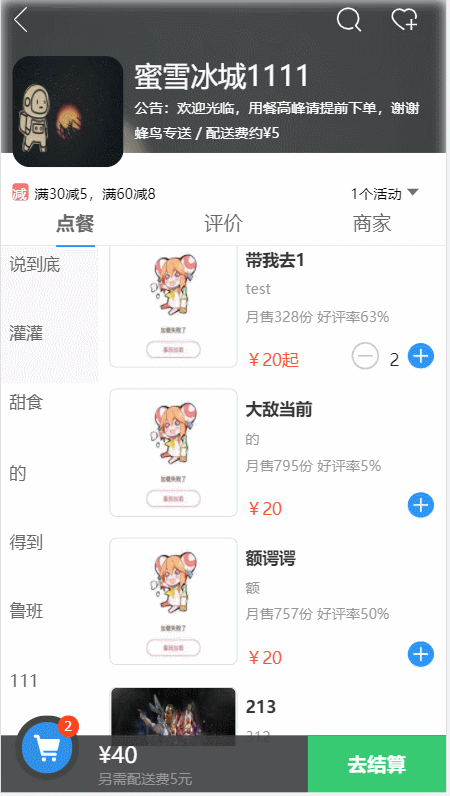 蜜雪冰城1111
公告：欢迎光临，用餐高峰请提前下单，谢谢
蜂鸟专送 / 配送费约¥5
减 满30减5，满60减8
1个活动
点餐
评价
商家
说到底
灌灌
甜食
的
得到
鲁班
111
加载失败了
重新加载
带我去1
test
月售328份 好评率63%
¥20起
2
加载失败了
重新加载
大敌当前
的
月售795份 好评率5%
¥20
加载失败了
重新加载
额谔谔
额
月售757份 好评率50%
¥20
213
312
2
¥40
另需配送费5元
去结算